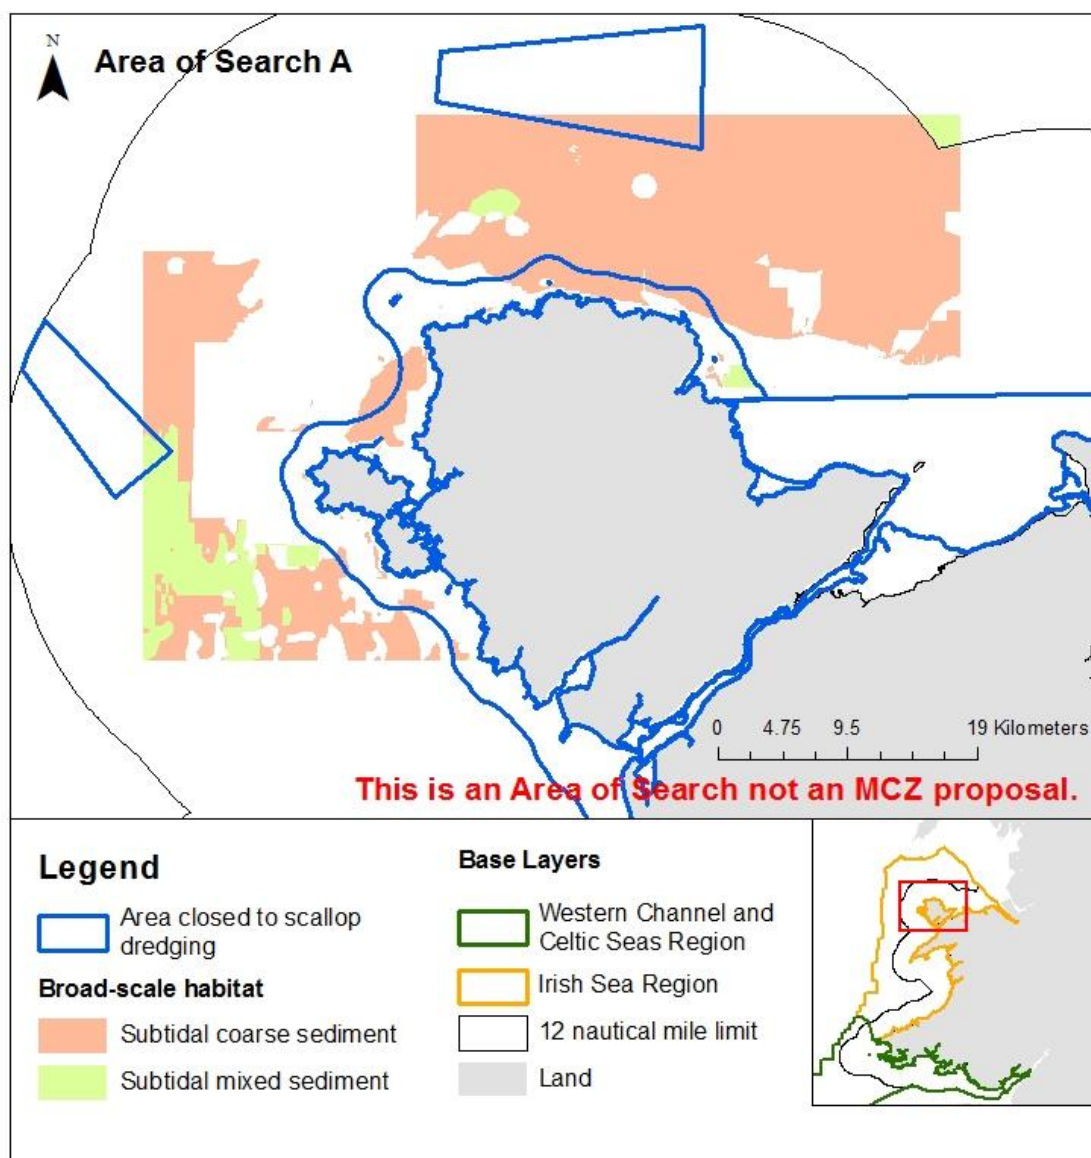 N
Area of Search A
0 4.75 9.5 19 Kilometers
This is an Area of Search not an MCZ proposal.
Legend
Area closed to scallop
dredging
Broad-scale habitat
Subtidal coarse sediment
Subtidal mixed sediment
Base Layers
Western Channel and
Celtic Seas Region
Irish Sea Region
12 nautical mile limit
Land